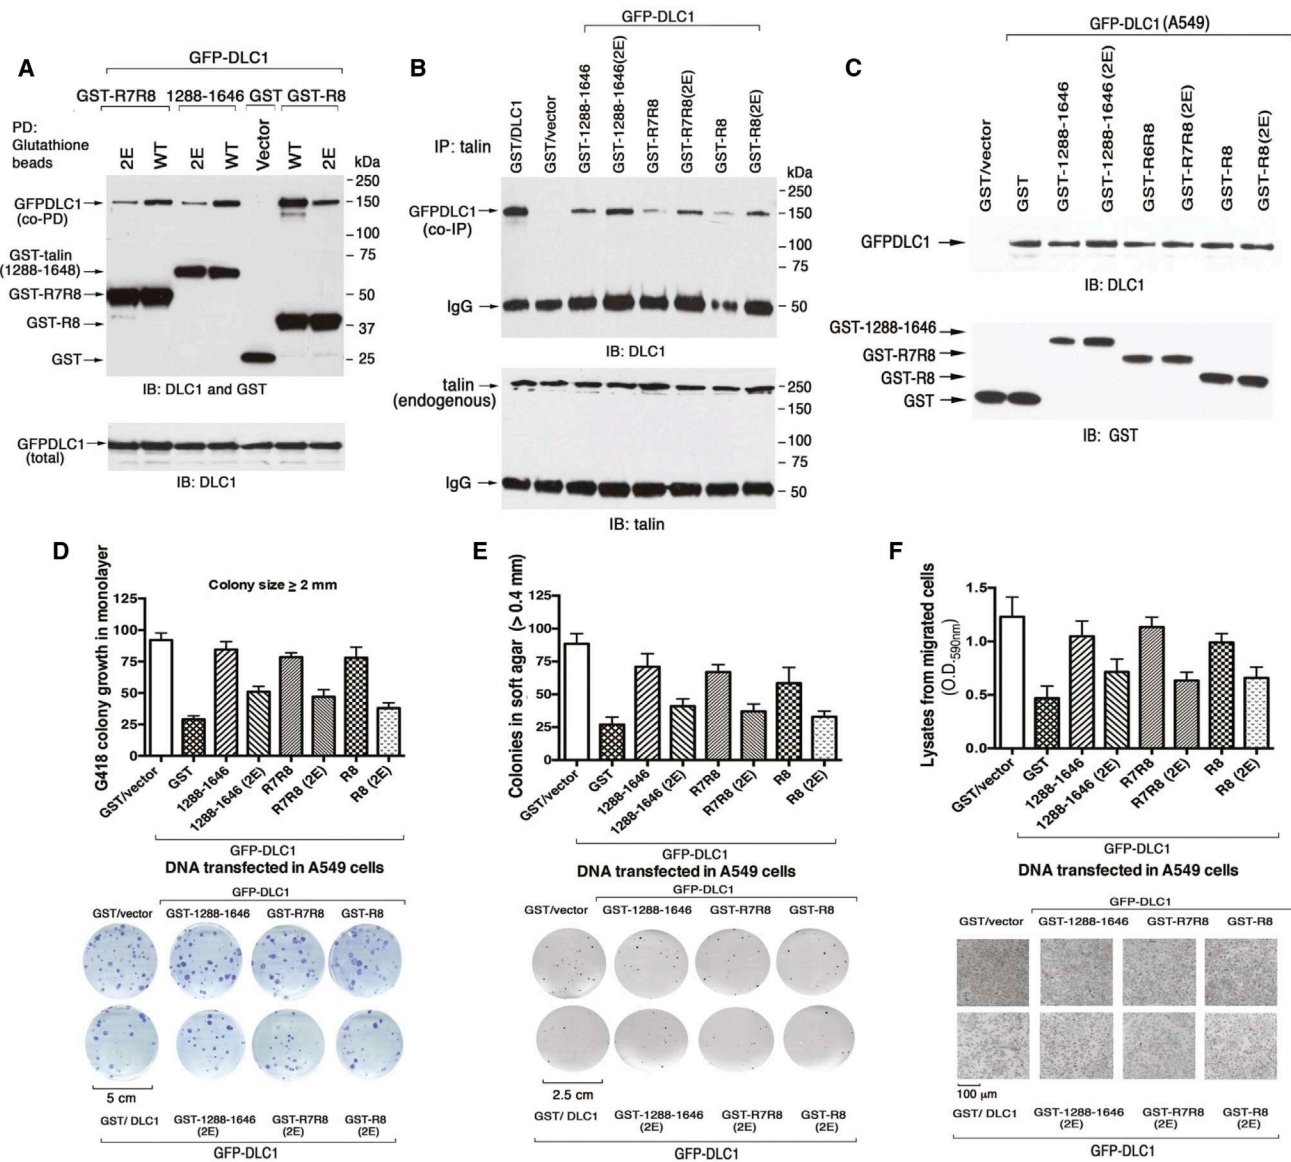 A
GFP-DLC1
GST-R7R8 1288-1646 GST GST-R8
PD:
Glutathione
beads
2E WT 2E WT Vector WT 2E
kDa
250
150
100
75
50
37
25
GFPDLC1
(co-PD)
GST-talin
(1288-1648)
GST-R7R8
GST-R8
GST
IB: DLC1 and GST
GFPDLC1
(total)
IB: DLC1
B
GFP-DLC1
IP: talin
GST/DLC1
GST/vector
GST-1288-1646
GST-1288-1646(2E)
GST-R7R8
GST-R7R8(2E)
GST-R8
GST-R8(2E)
kDa
250
150
100
75
50
GFPDLC1
(co-IP)
IgG
IB: DLC1
talin
(endogenous)
250
150
100
75
50
IgG
IB: talin
C
GFP-DLC1 (A549)
GST/vector
GST
GST-1288-1646
GST-1288-1646 (2E)
GST-R6R8
GST-R7R8 (2E)
GST-R8
GST-R8 (2E)
GFPDLC1
IB: DLC1
GST-1288-1646
GST-R7R8
GST-R8
GST
IB: GST
D
G418 colony growth in monolayer
Colony size ≥ 2 mm
125
100
75
50
25
0
GST/vector
GST
1288-1646
1288-1646 (2E)
R7R8
R7R8 (2E)
R8
R8 (2E)
GFP-DLC1
DNA transfected in A549 cells
GFP-DLC1
GST/vector GST-1288-1646 GST-R7R8 GST-R8
5 cm
GST/ DLC1 GST-1288-1646 GST-R7R8 GST-R8
(2E) (2E) (2E)
GFP-DLC1
E
Colonies in soft agar (> 0.4 mm)
125
100
75
50
25
0
GST/vector
GST
1288-1646
1288-1646 (2E)
R7R8
R7R8 (2E)
R8
R8 (2E)
GFP-DLC1
DNA transfected in A549 cells
GFP-DLC1
GST/vector GST-1288-1646 GST-R7R8 GST-R8
2.5 cm
GST/ DLC1 GST-1288-1646 GST-R7R8 GST-R8
(2E) (2E) (2E)
GFP-DLC1
F
Lysates from migrated cells
(O.D.590nm)
1.5
1.0
0.5
0.0
GST/vector
GST
1288-1646
1288-1646 (2E)
R7R8
R7R8 (2E)
R8
R8 (2E)
GFP-DLC1
DNA transfected in A549 cells
GFP-DLC1
GST/vector GST-1288-1646 GST-R7R8 GST-R8
100 µm
GST/ DLC1 GST-1288-1646 GST-R7R8 GST-R8
(2E) (2E) (2E)
GFP-DLC1